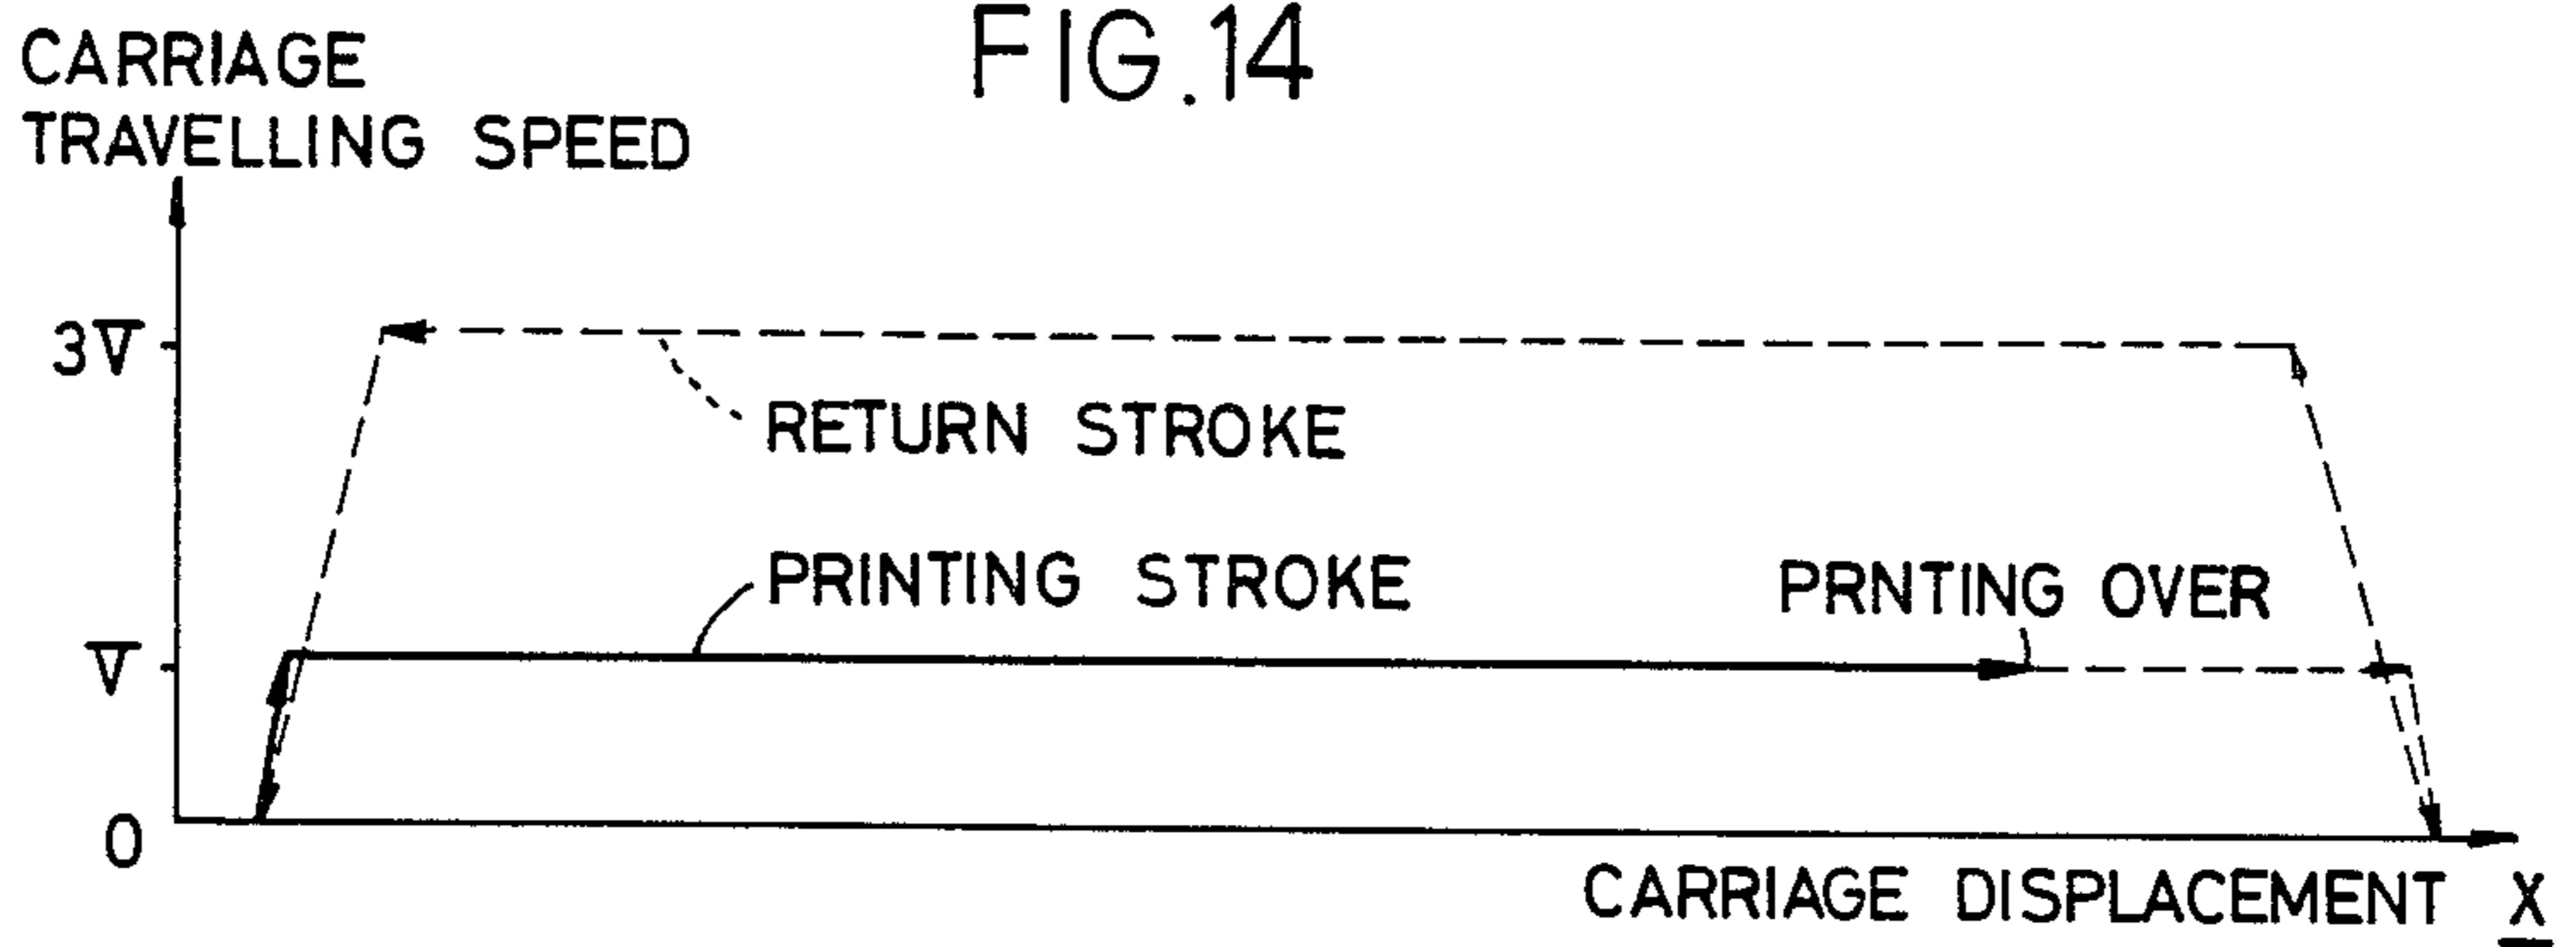 FIG.14
CARRIAGE
TRAVELLING SPEED
3V
RETURN STROKE
PRINTING STROKE
PRNTING OVER
V
0
CARRIAGE DISPLACEMENT X